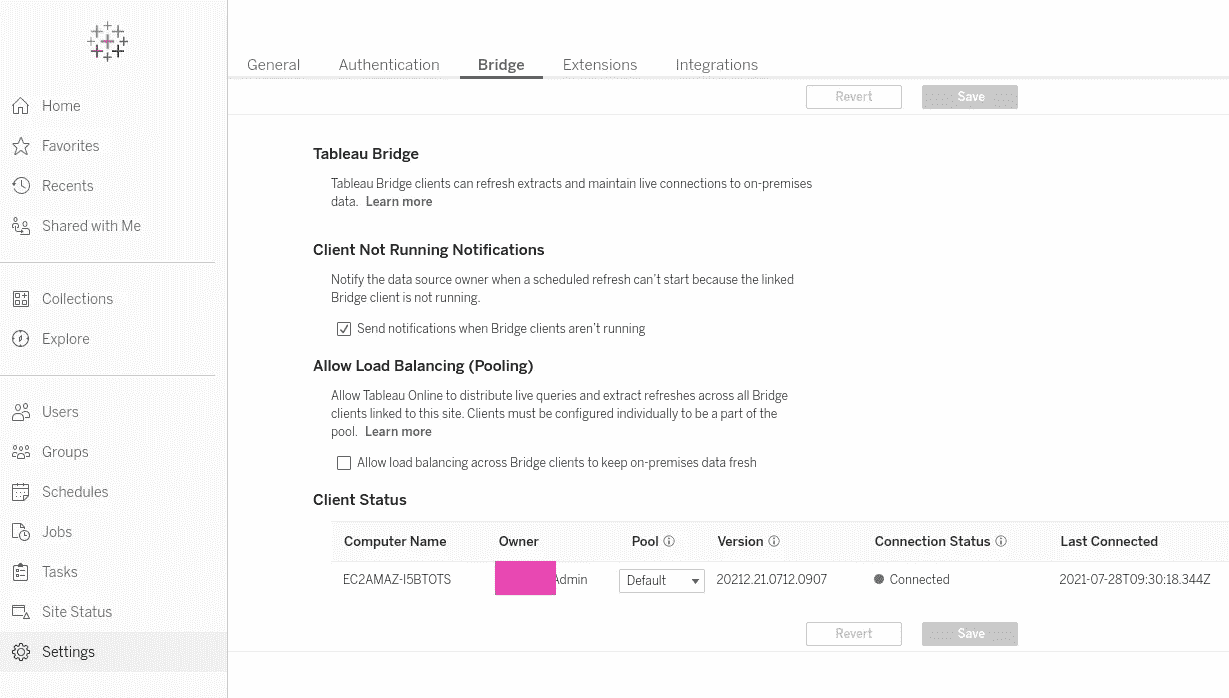 Home
Favorites
Recents
Shared with Me
Collections
Explore
Users
Groups
Schedules
Jobs
Tasks
Site Status
Settings
General Authentication Bridge Extensions Integrations
Revert Save
Tableau Bridge
Tableau Bridge clients can refresh extracts and maintain live connections to on-premises
data. Learn more
Client Not Running Notifications
Notify the data source owner when a scheduled refresh can't start because the linked
Bridge client is not running.
Send notifications when Bridge clients aren't running
Allow Load Balancing (Pooling)
Allow Tableau Online to distribute live queries and extract refreshes across all Bridge
clients linked to this site. Clients must be configured individually to be a part of the
pool. Learn more
Allow load balancing across Bridge clients to keep on-premises data fresh
Client Status
Computer Name Owner Pool Version Connection Status Last Connected
EC2AMAZ-I5BTOTS Admin Default 20212.21.0712.0907 Connected 2021-07-28T09:30:18.344Z
Revert Save